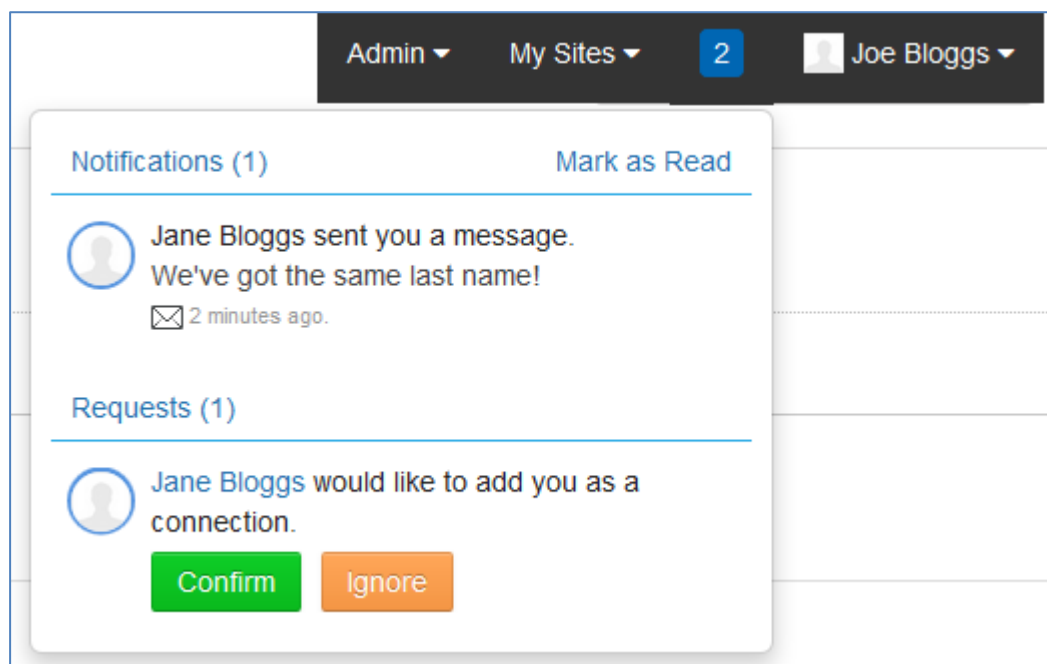 Admin My Sites 2 Joe Bloggs
Notifications (1) Mark as Read
Jane Bloggs sent you a message.
We've got the same last name!
2 minutes ago.
Requests (1)
Jane Bloggs would like to add you as a
connection.
Confirm Ignore